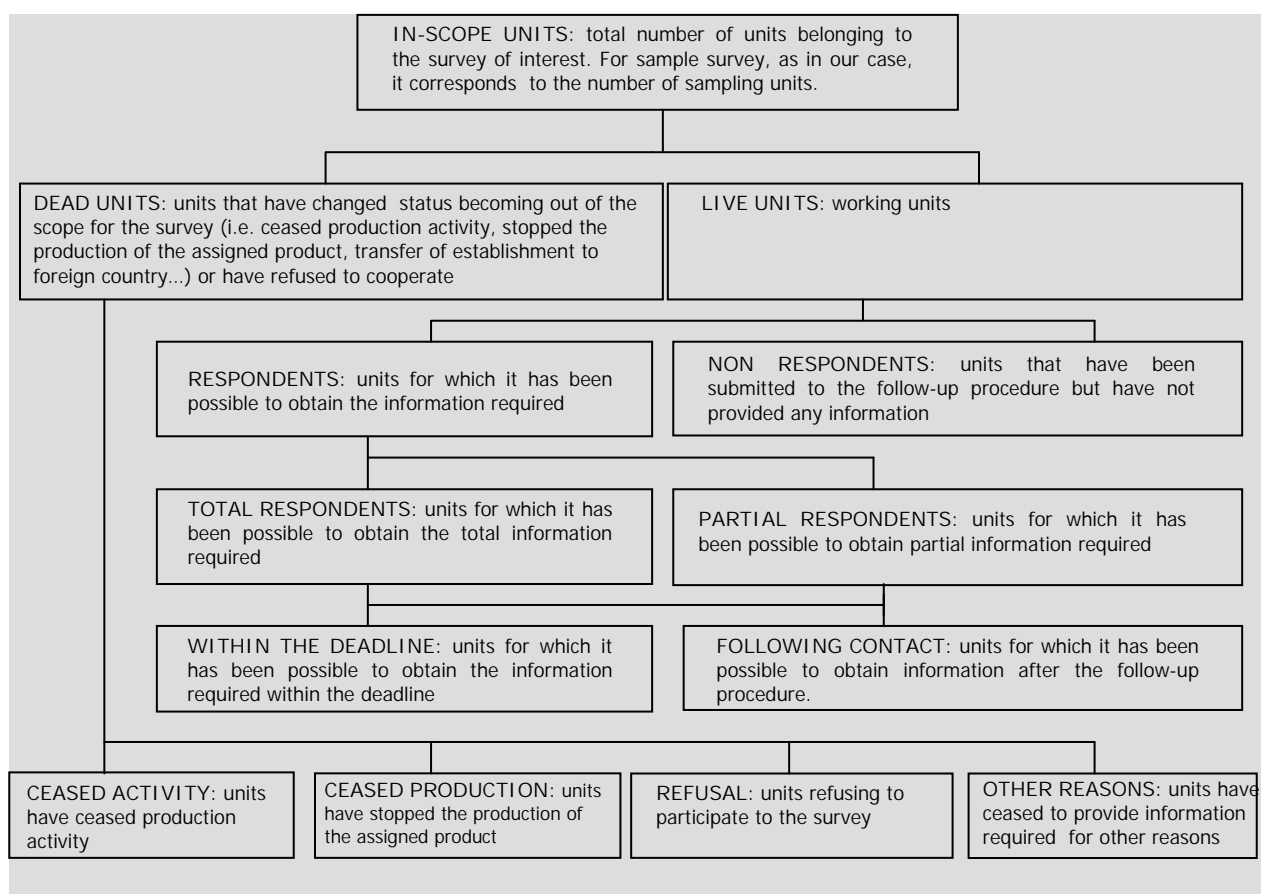 IN-SCOPE UNITS: total number of units belonging to
the survey of interest. For sample survey, as in our case,
it corresponds to the number of sampling units.
DEAD UNITS: units that have changed status becoming out of the
scope for the survey (i.e. ceased production activity, stopped the
production of the assigned product, transfer of establishment to
foreign country...) or have refused to cooperate
LIVE UNITS: working units
RESPONDENTS: units for which it has been
possible to obtain the information required
NON RESPONDENTS: units that have been
submitted to the follow-up procedure but have not
provided any information
TOTAL RESPONDENTS: units for which it has
been possible to obtain the total information
required
PARTIAL RESPONDENTS: units for which it has
been possible to obtain partial information required
WITHIN THE DEADLINE: units for which it
has been possible to obtain the information
required within the deadline
FOLLOWING CONTACT: units for which it has been
possible to obtain information after the follow-up
procedure.
CEASED ACTIVITY: units
have ceased production
activity
CEASED PRODUCTION: units
have stopped the production of
the assigned product
REFUSAL: units refusing to
participate to the survey
OTHER REASONS: units have
ceased to provide information
required for other reasons